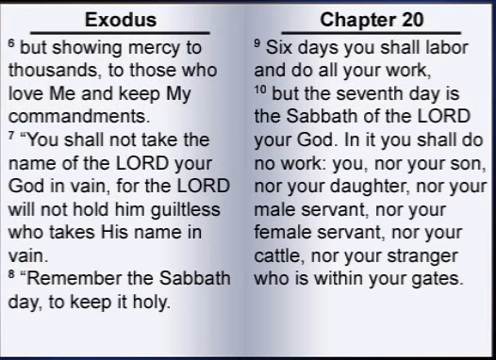 Exodus
6 but showing mercy to
thousands, to those who
love Me and keep My
commandments.
7 “You shall not take the
name of the LORD your
God in vain, for the LORD
will not hold him guiltless
who takes His name in
vain.
8 “Remember the Sabbath
day, to keep it holy.
Chapter 20
9 Six days you shall labor
and do all your work,
10 but the seventh day is
the Sabbath of the LORD
your God. In it you shall do
no work: you, nor your son,
nor your daughter, nor your
male servant, nor your
female servant, nor your
cattle, nor your stranger
who is within your gates.